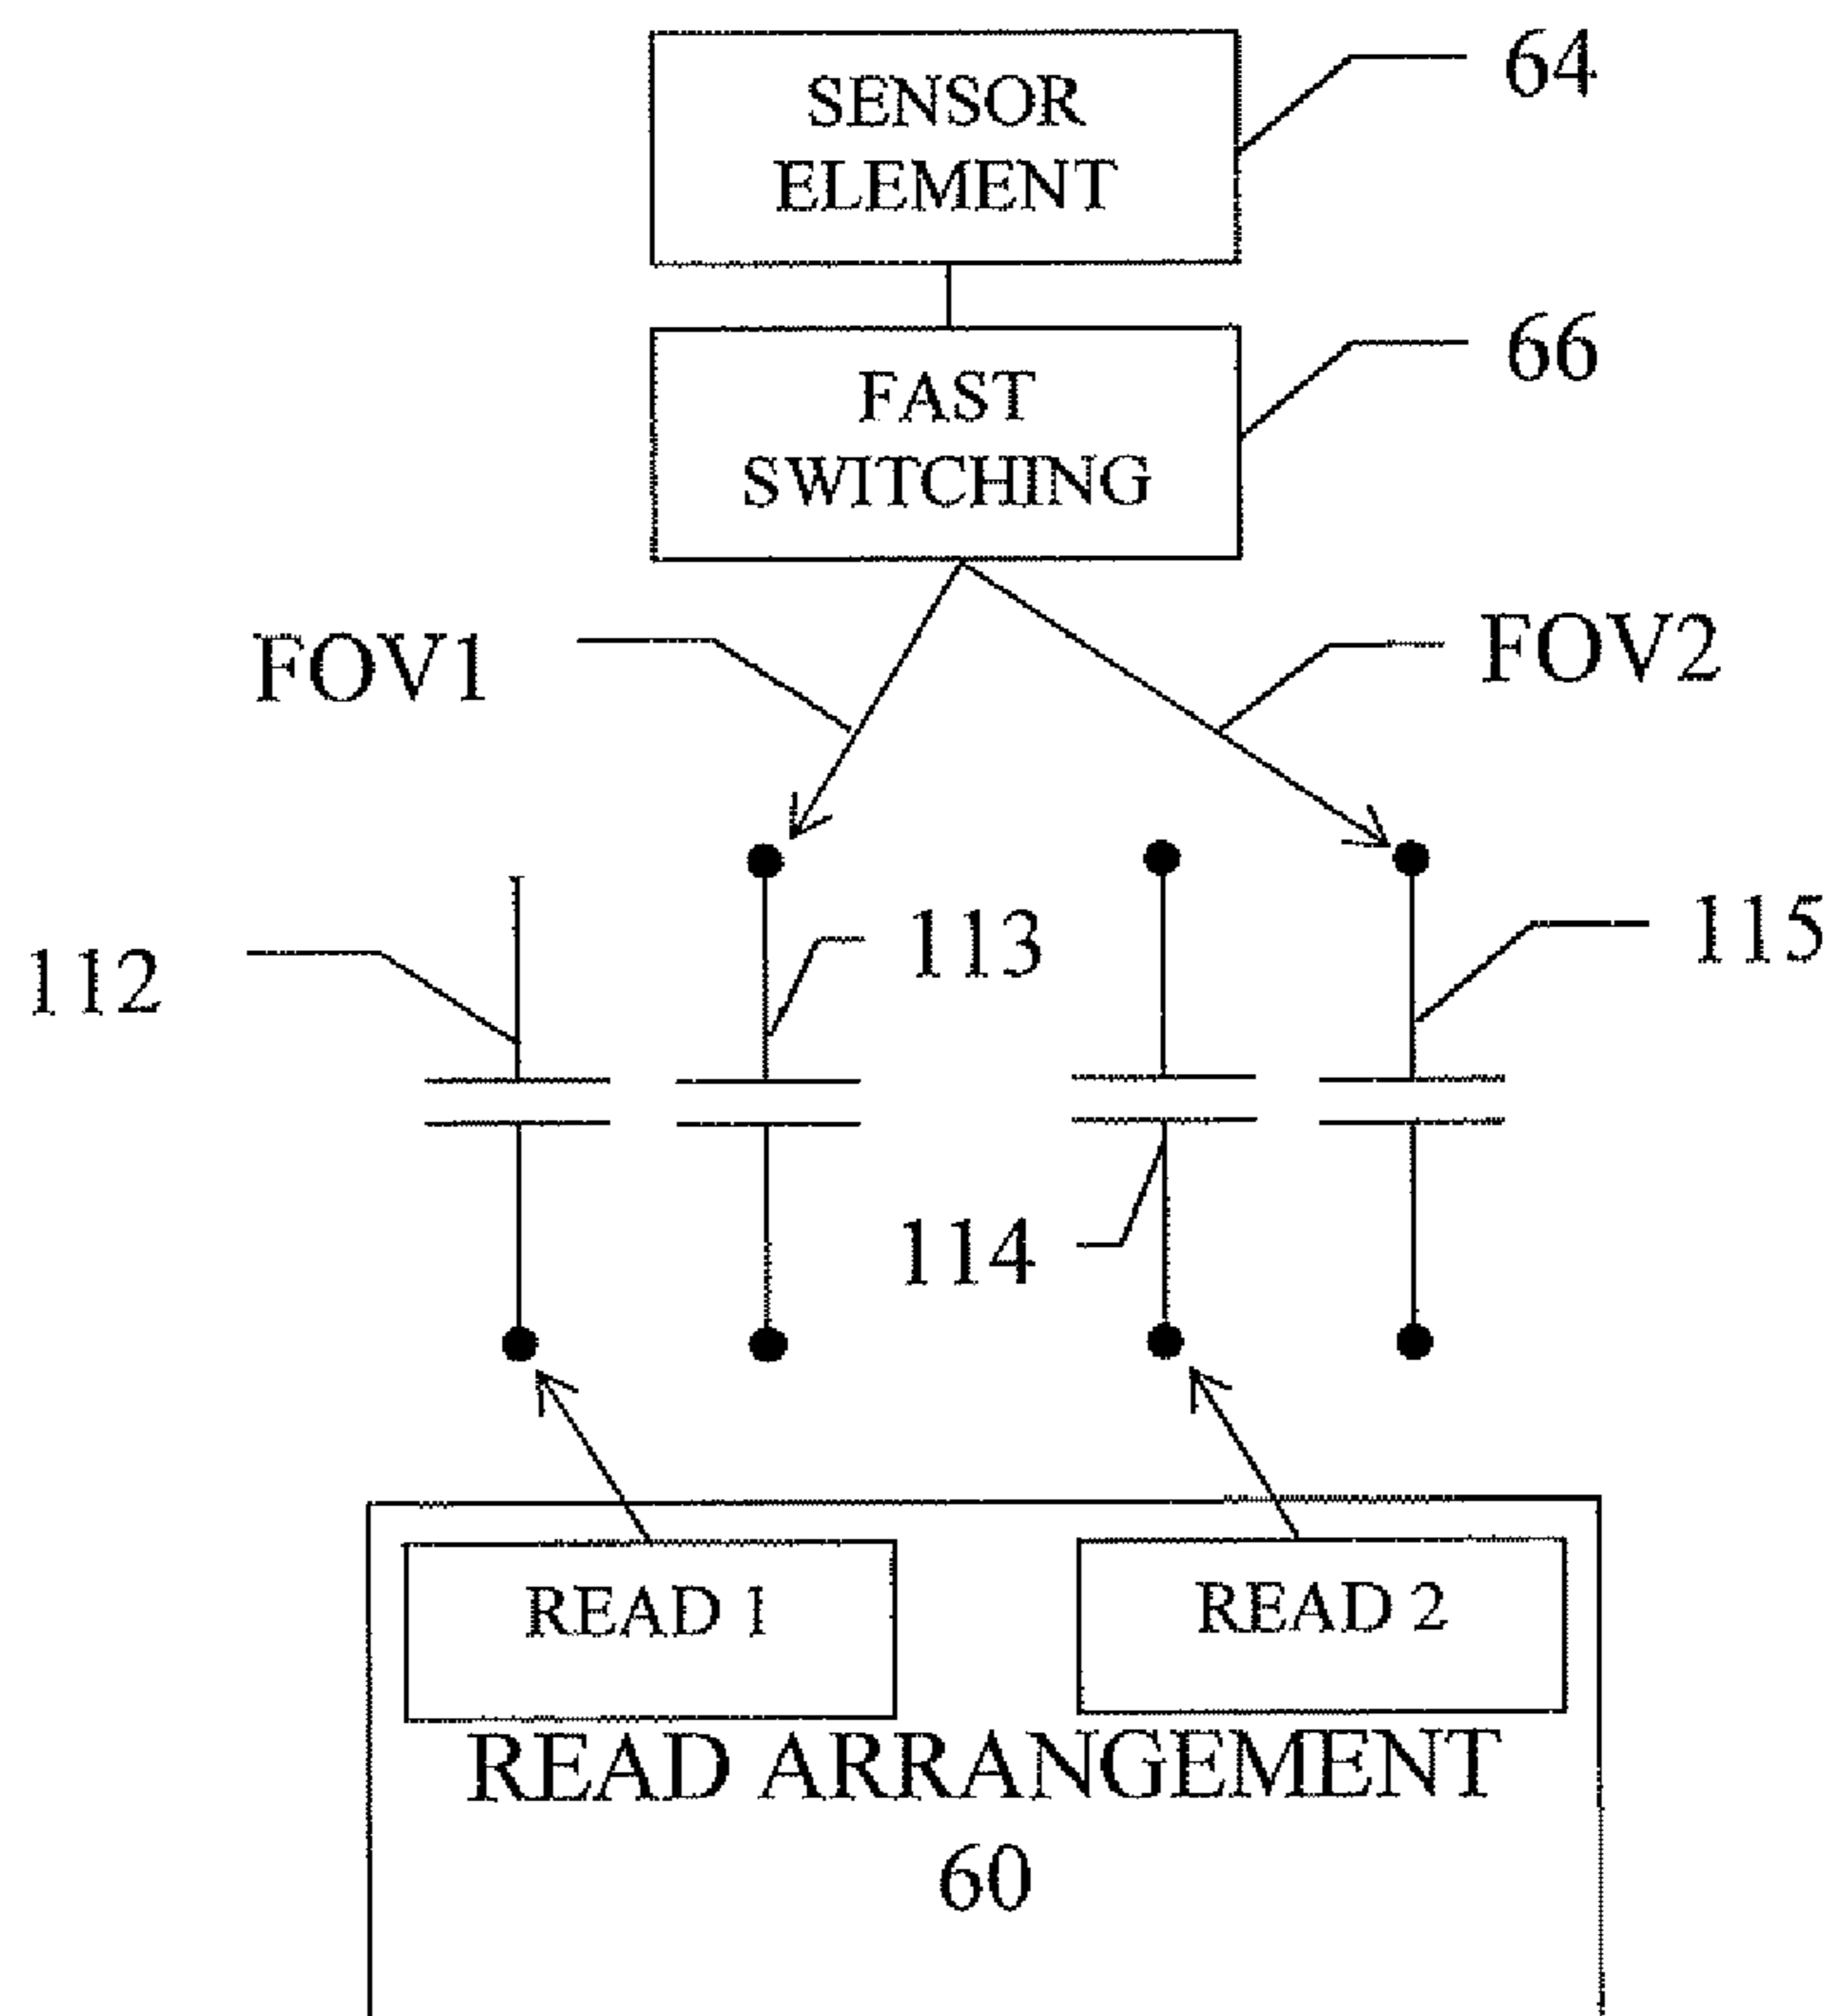 SENSOR
ELEMENT
64
FAST
SWITCHING
66
FOV1
FOV2
112
113
115
114
READ 1
READ 2
READ ARRANGEMENT
60